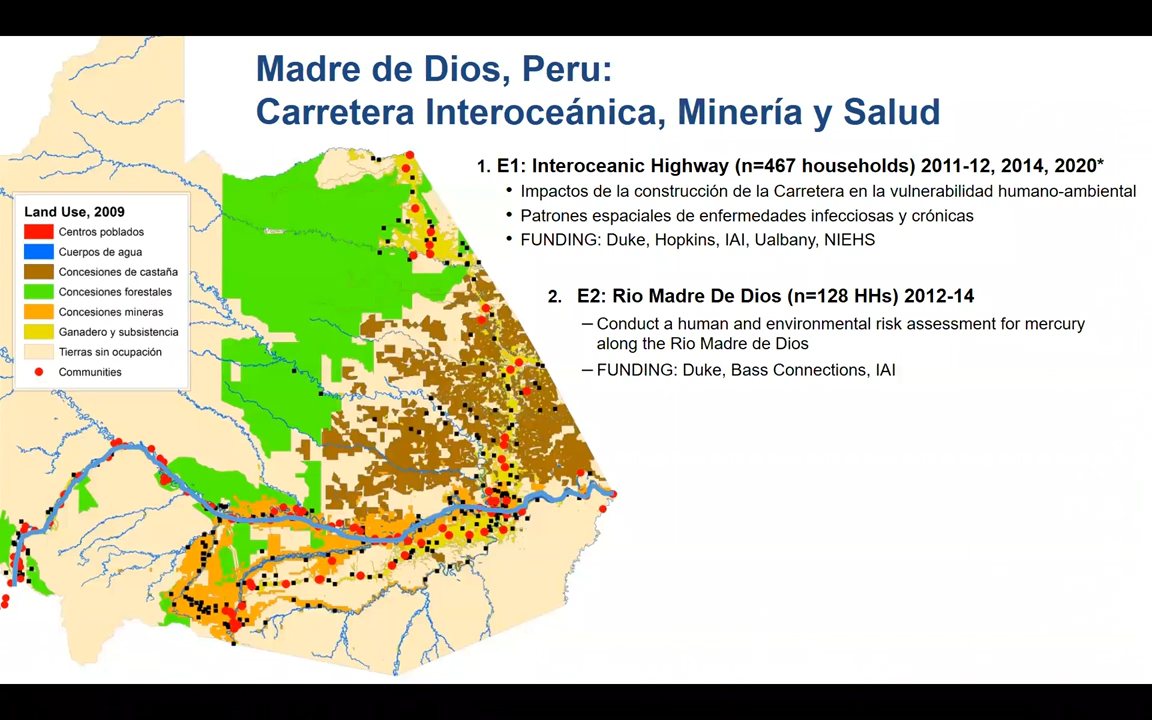 Madre de Dios, Peru:
Carretera Interoceánica, Minería y Salud
1. E1: Interoceanic Highway (n=467 households) 2011-12, 2014, 2020*
• Impactos de la construcción de la Carretera en la vulnerabilidad humano-ambiental
• Patrones espaciales de enfermedades infecciosas y crónicas
• FUNDING: Duke, Hopkins, IAI, Ualbany, NIEHS
2. E2: Rio Madre De Dios (n=128 HHs) 2012-14
– Conduct a human and environmental risk assessment for mercury
along the Rio Madre de Dios
– FUNDING: Duke, Bass Connections, IAI
Land Use, 2009
Centros poblados
Cuerpos de agua
Concesiones de castaña
Concesiones forestales
Concesiones mineras
Ganadero y subsistencia
Tierras sin ocupación
Communities